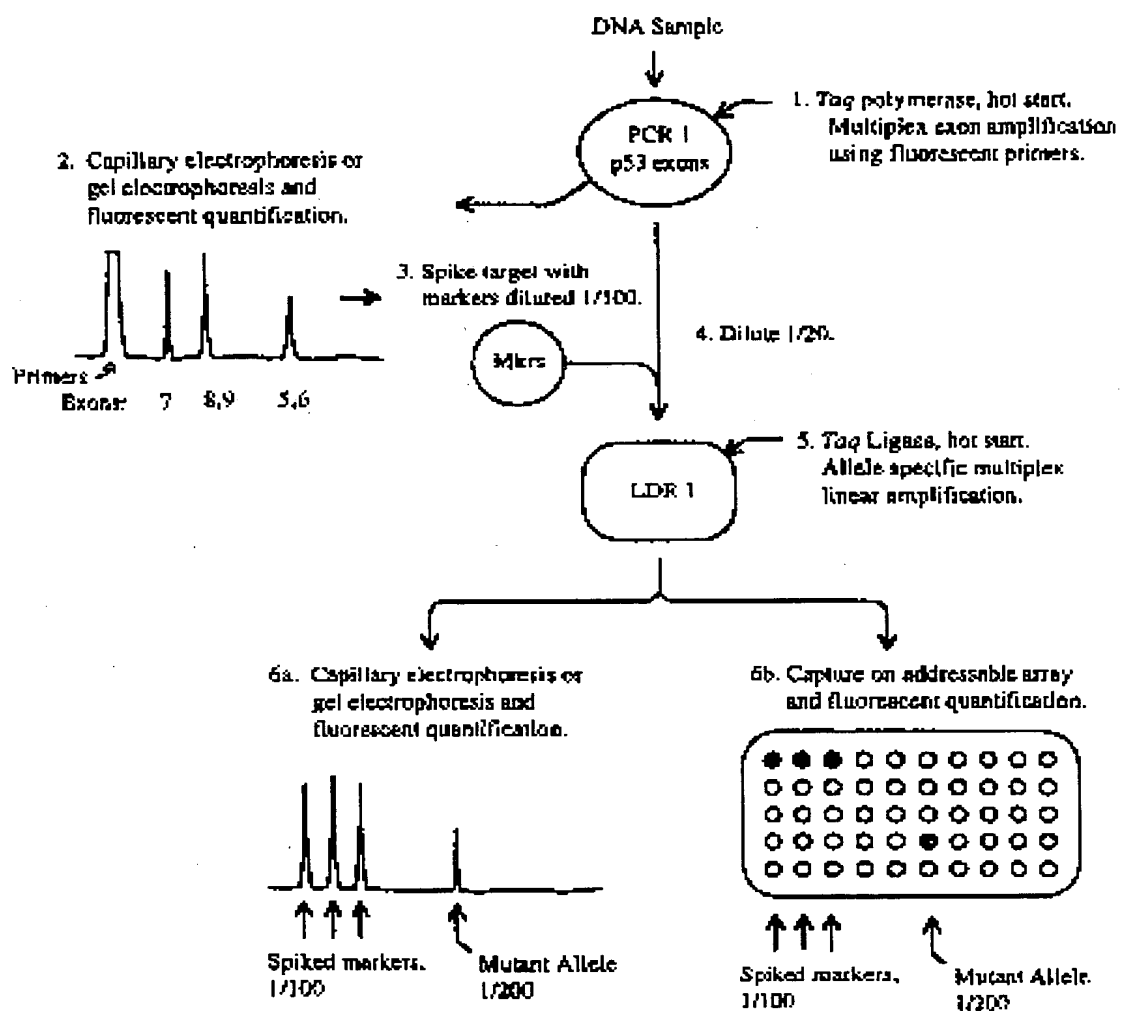 DNA Sample
PCR 1
p53 exons
1. Taq polymerase, hot start.
Multiplex exon amplification
using fluorescent primers.
2. Capillary electrophoresis or
gel electrophoresis and
fluorescent quantification.
Primers
Exons: 7 8,9 5,6
3. Spike target with
markers diluted 1/100.
Mkrs
4. Dilute 1/20.
LDR 1
5. Taq Ligase, hot start.
Allele specific multiplex
linear amplification.
6a. Capillary electrophoresis or
gel electrophoresis and
fluorescent quantification.
Spiked markers,
1/100
Mutant Allele
1/200
6b. Capture on addressable array
and fluorescent quantification.
Spiked markers,
1/100
Mutant Allele
1/200